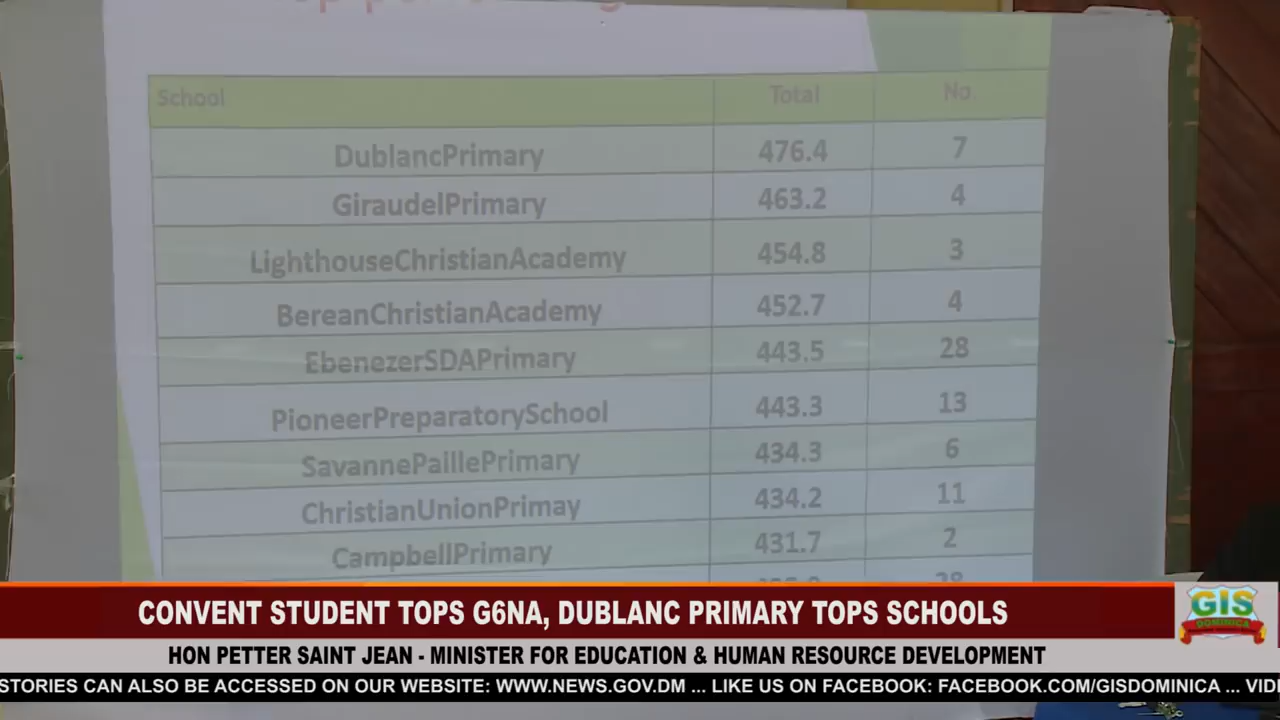 School Total No
DublancPrimary 476.4 7
GiraudelPrimary 463.2 4
LighthouseChristianAcademy 454.8 3
BereanChristianAcademy 452.7 4
EbenezerSDAPrimary 443.5 28
PioneerPreparatorySchool 443.3 13
SavannePaillePrimary 434.3 6
ChristianUnionPrimay 434.2 11
CampbellPrimary 431.7 2
CONVENT STUDENT TOPS G6NA, DUBLANC PRIMARY TOPS SCHOOLS
GIS
DOMINICA
HON PETTER SAINT JEAN - MINISTER FOR EDUCATION & HUMAN RESOURCE DEVELOPMENT
STORIES CAN ALSO BE ACCESSED ON OUR WEBSITE: WWW.NEWS.GOV.DM ... LIKE US ON FACEBOOK: FACEBOOK.COM/GISDOMINICA ...